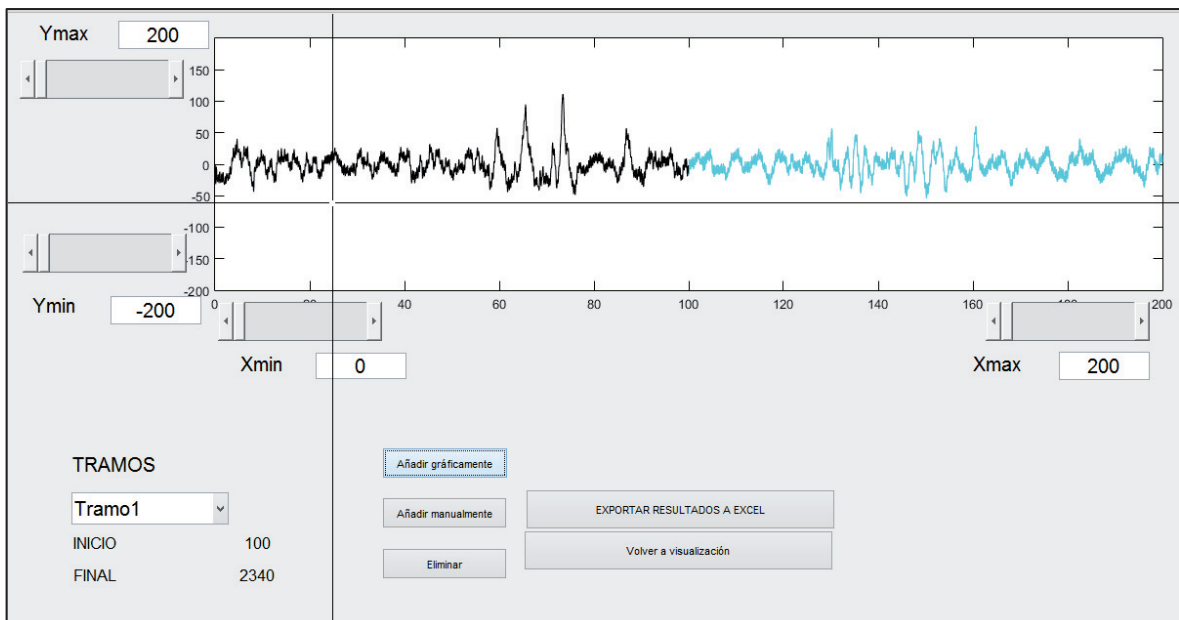 Ymax 200
150
100
50
0
-50
-100
-150
-200
0 20 40 60 80 100 120 140 160 180 200
Ymin -200
Xmin 0
Xmax 200
TRAMOS
Tramo1
INICIO 100
FINAL 2340
Añadir gráficamente
Añadir manualmente
Eliminar
EXPORTAR RESULTADOS A EXCEL
Volver a visualización